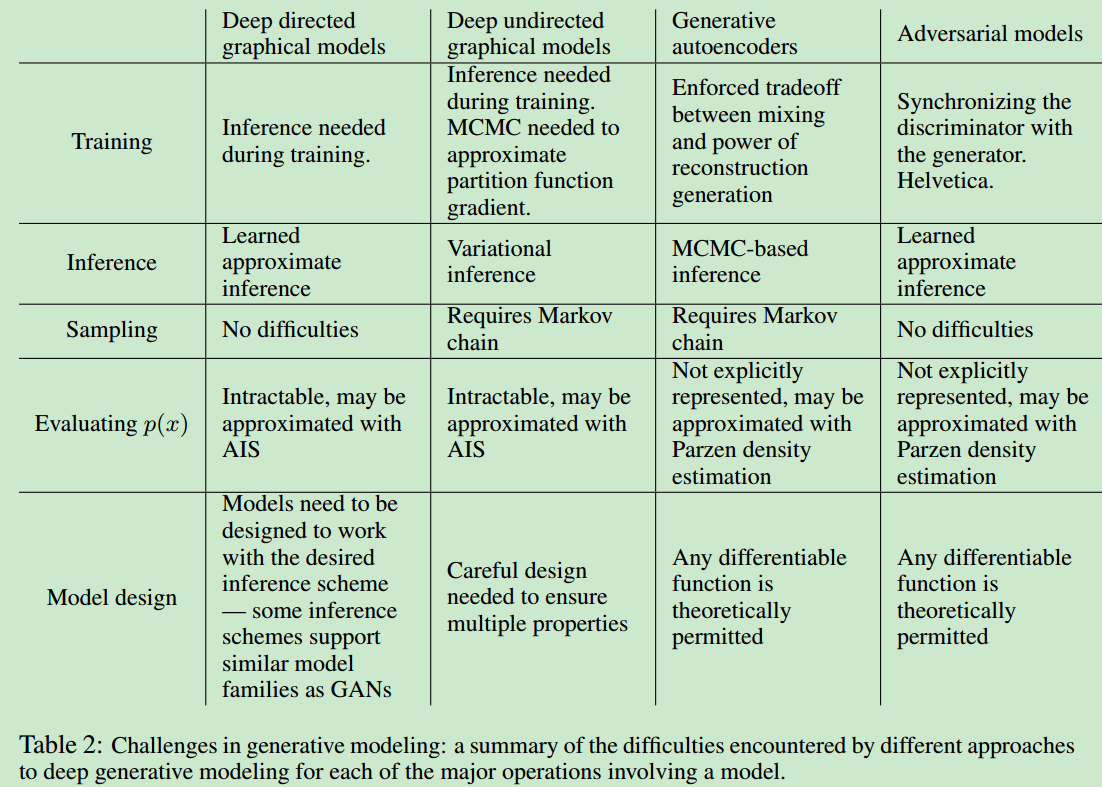 Deep directed
graphical models
Deep undirected
graphical models
Generative
autoencoders
Adversarial models
Training
Inference needed
during training.
Inference needed
during training.
MCMC needed to
approximate
partition function
gradient.
Enforced tradeoff
between mixing
and power of
reconstruction
generation
Synchronizing the
discriminator with
the generator.
Helvetica.
Inference
Learned
approximate
inference
Variational
inference
MCMC-based
inference
Learned
approximate
inference
Sampling
No difficulties
Requires Markov
chain
Requires Markov
chain
No difficulties
Evaluating p(x)
Intractable, may be
approximated with
AIS
Intractable, may be
approximated with
AIS
Not explicitly
represented, may be
approximated with
Parzen density
estimation
Not explicitly
represented, may be
approximated with
Parzen density
estimation
Model design
Models need to be
designed to work
with the desired
inference scheme
— some inference
schemes support
similar model
families as GANs
Careful design
needed to ensure
multiple properties
Any differentiable
function is
theoretically
permitted
Any differentiable
function is
theoretically
permitted
Table 2: Challenges in generative modeling: a summary of the difficulties encountered by different approaches
to deep generative modeling for each of the major operations involving a model.